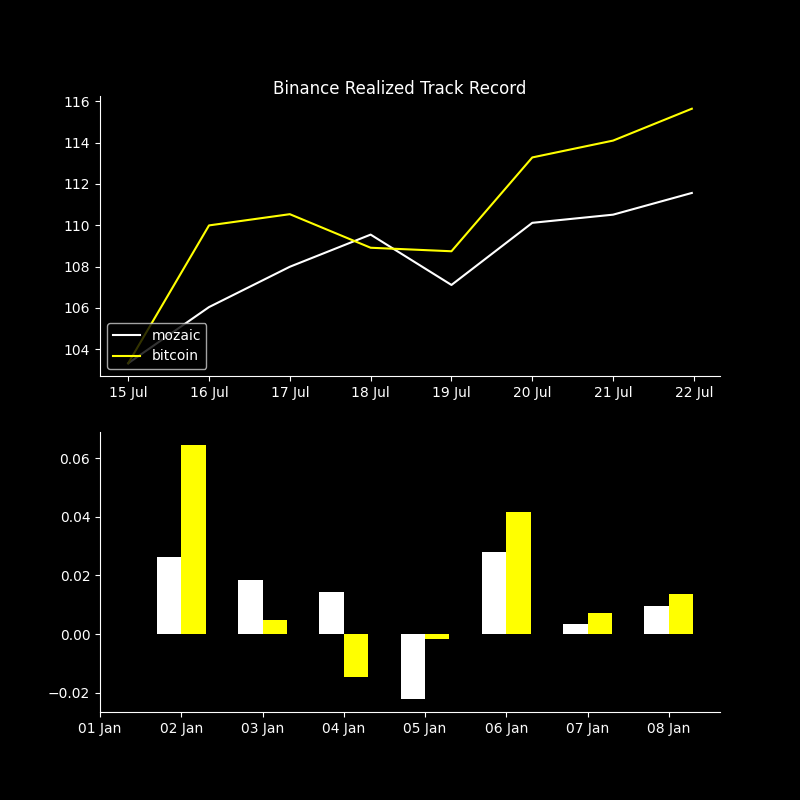 Binance Realized Track Record
116
114
112
110
108
106
104
mozaic
bitcoin
15 Jul 16 Jul 17 Jul 18 Jul 19 Jul 20 Jul 21 Jul 22 Jul
0.06
0.04
0.02
0.00
−0.02
01 Jan 02 Jan 03 Jan 04 Jan 05 Jan 06 Jan 07 Jan 08 Jan